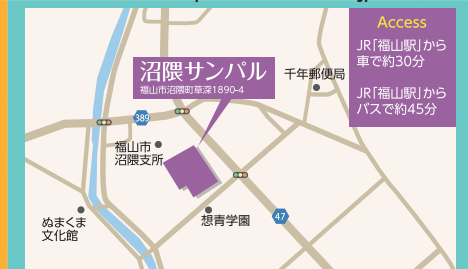 Access
JR「福山駅」から
車で約30分
JR「福山駅」から
バスで約45分
沼隈サンパル
福山市沼隈町草深1890-4
千年郵便局
389
福山市
沼隈支所
想青学園
47
ぬまくま
文化館